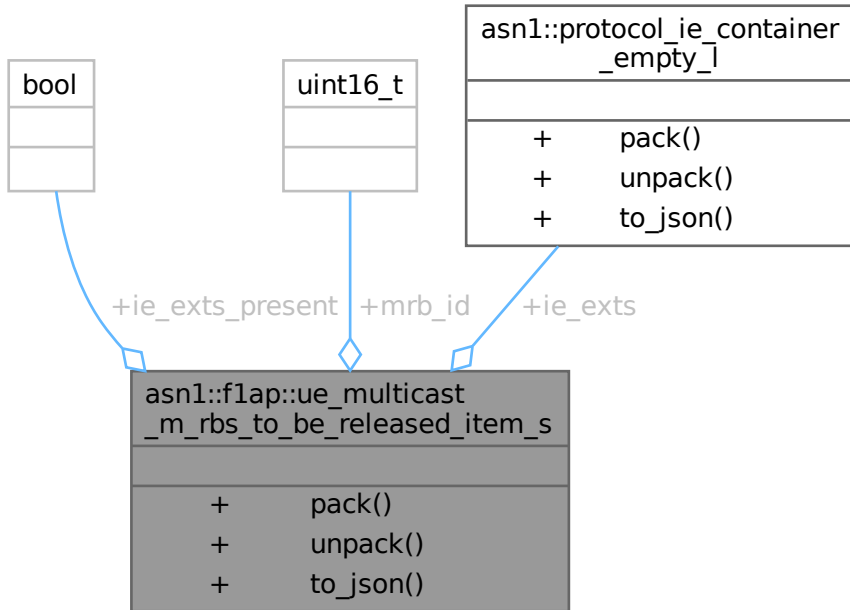 asn1::protocol_ie_container
_empty_l
bool
uint16_t
+ pack()
+ unpack()
+ to_json()
+ie_exts_present
+mrb_id
+ie_exts
asn1::f1ap::ue_multicast
_m_rbs_to_be_released_item_s
+ pack()
+ unpack()
+ to_json()